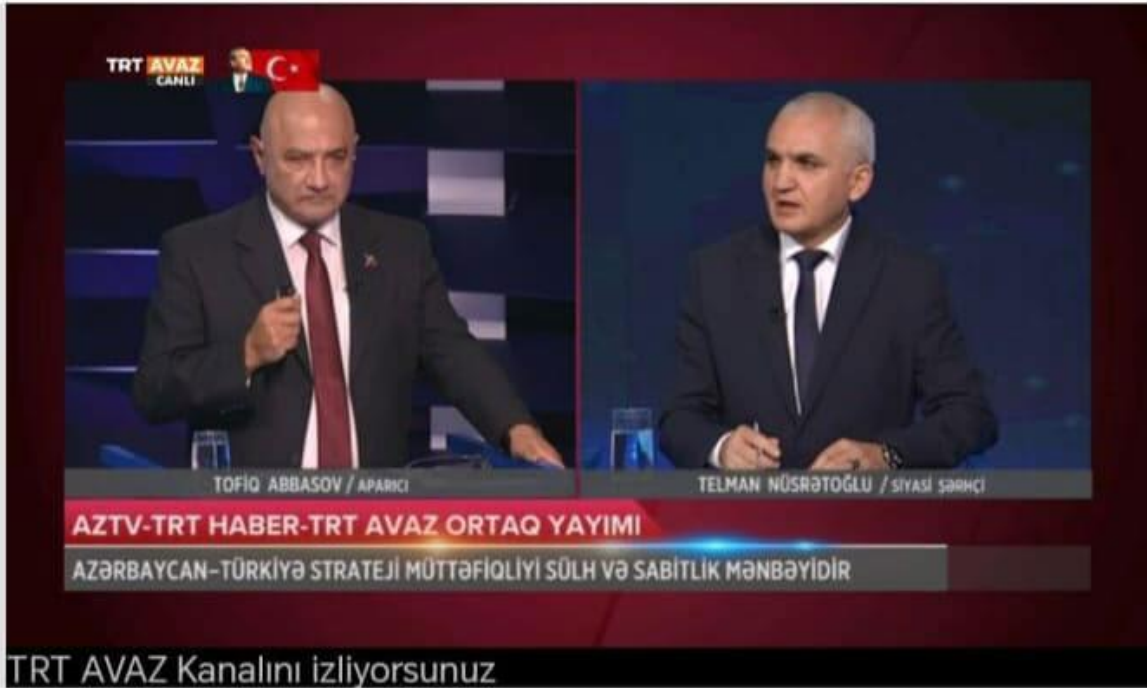 TRT AVAZ
CANLI
TOFİQ ABBASOV / APARICI
TELMAN NÜSRƏTOĞLU / SİYASİ ŞƏRHÇİ
AZTV-TRT HABER-TRT AVAZ ORTAQ YAYIMI
AZƏRBAYCAN-TÜRKİYƏ STRATEJİ MÜTTƏFİQLİYİ SÜLH VƏ SABİTLİK MƏNBƏYİDİR
TRT AVAZ Kanalını izliyorsunuz